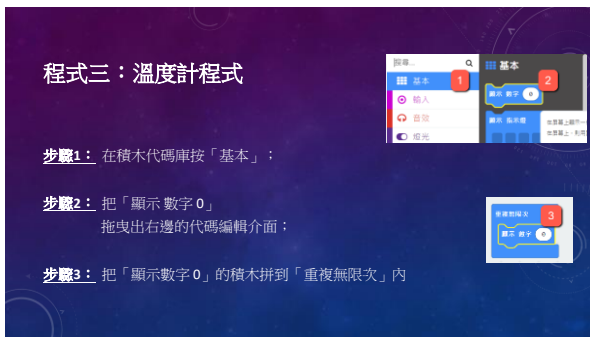 程式三：溫度計程式
步驟1： 在積木代碼庫按「基本」；
步驟2： 把「顯示 數字 0」
拖曳出右邊的代碼編輯介面；
步驟3： 把「顯示數字 0」的積木拼到「重複無限次」內
搜尋...
基本
1
輸入
音效
燈光
基本
2
顯示 數字 0
顯示 指示燈
重複無限次
3
顯示 數字 0